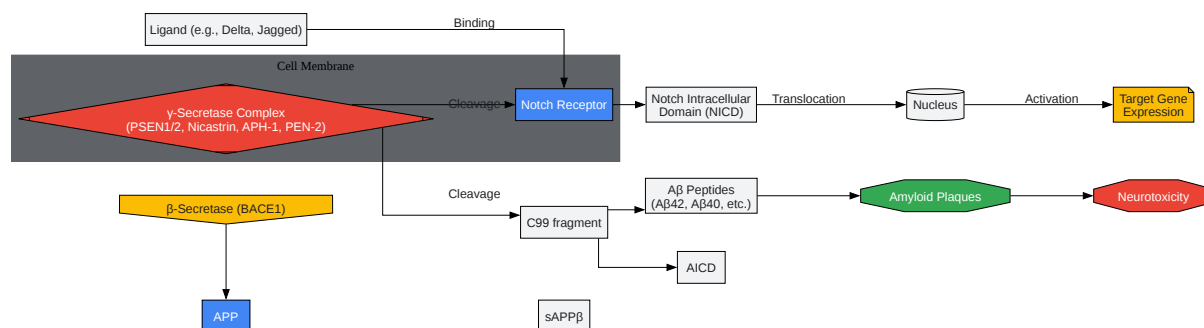 Ligand (e.g., Delta, Jagged)
Binding
Cell Membrane
γ-Secretase Complex
(PSEN1/2, Nicastrin, APH-1, PEN-2)
Cleavage
Notch Receptor
Notch Intracellular
Domain (NICD)
Translocation
Nucleus
Activation
Target Gene
Expression
Cleavage
β-Secretase (BACE1)
C99 fragment
Aβ Peptides
(Aβ42, Aβ40, etc.)
Amyloid Plaques
Neurotoxicity
AICD
APP
sAPPβ